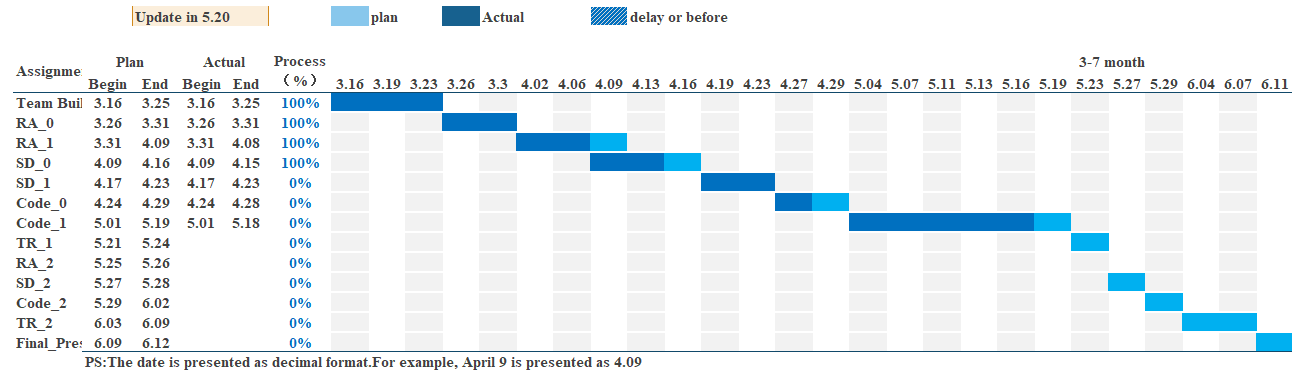 Update in 5.20 plan Actual delay or before
Plan Actual Process 3-7 month
Assignme Begin End Begin End (%) 3.16 3.19 3.23 3.26 3.3 4.02 4.06 4.09 4.13 4.16 4.19 4.23 4.27 4.29 5.04 5.07 5.11 5.13 5.16 5.19 5.23 5.27 5.29 6.04 6.07 6.11
Team Buil 3.16 3.25 3.16 3.25 100%
RA_0 3.26 3.31 3.26 3.31 100%
RA_1 3.31 4.09 3.31 4.08 100%
SD_0 4.09 4.16 4.09 4.15 100%
SD_1 4.17 4.23 4.17 4.23 0%
Code_0 4.24 4.29 4.24 4.28 0%
Code_1 5.01 5.19 5.01 5.18 0%
TR_1 5.21 5.24 0%
RA_2 5.25 5.26 0%
SD_2 5.27 5.28 0%
Code_2 5.29 6.02 0%
TR_2 6.03 6.09 0%
Final_Pres 6.09 6.12 0%
PS:The date is presented as decimal format.For example, April 9 is presented as 4.09